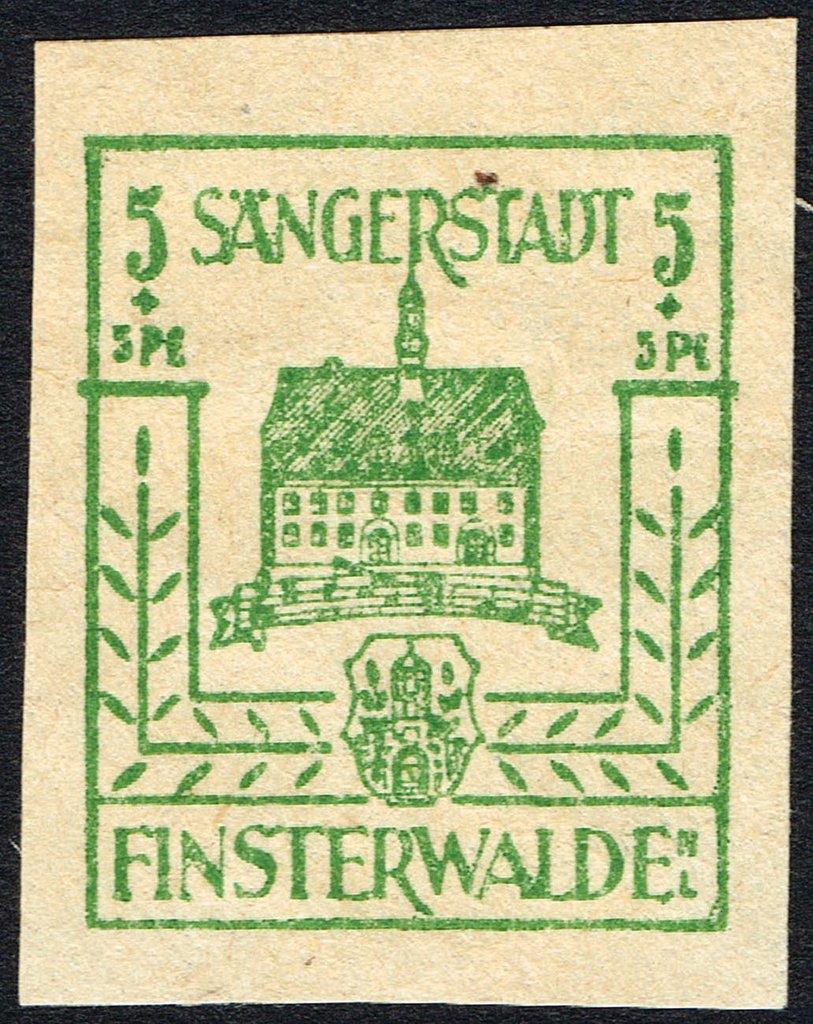 5 SÄNGERSTADT 5
+ +
5 Pf 5 Pf
FINSTERWALDE N L